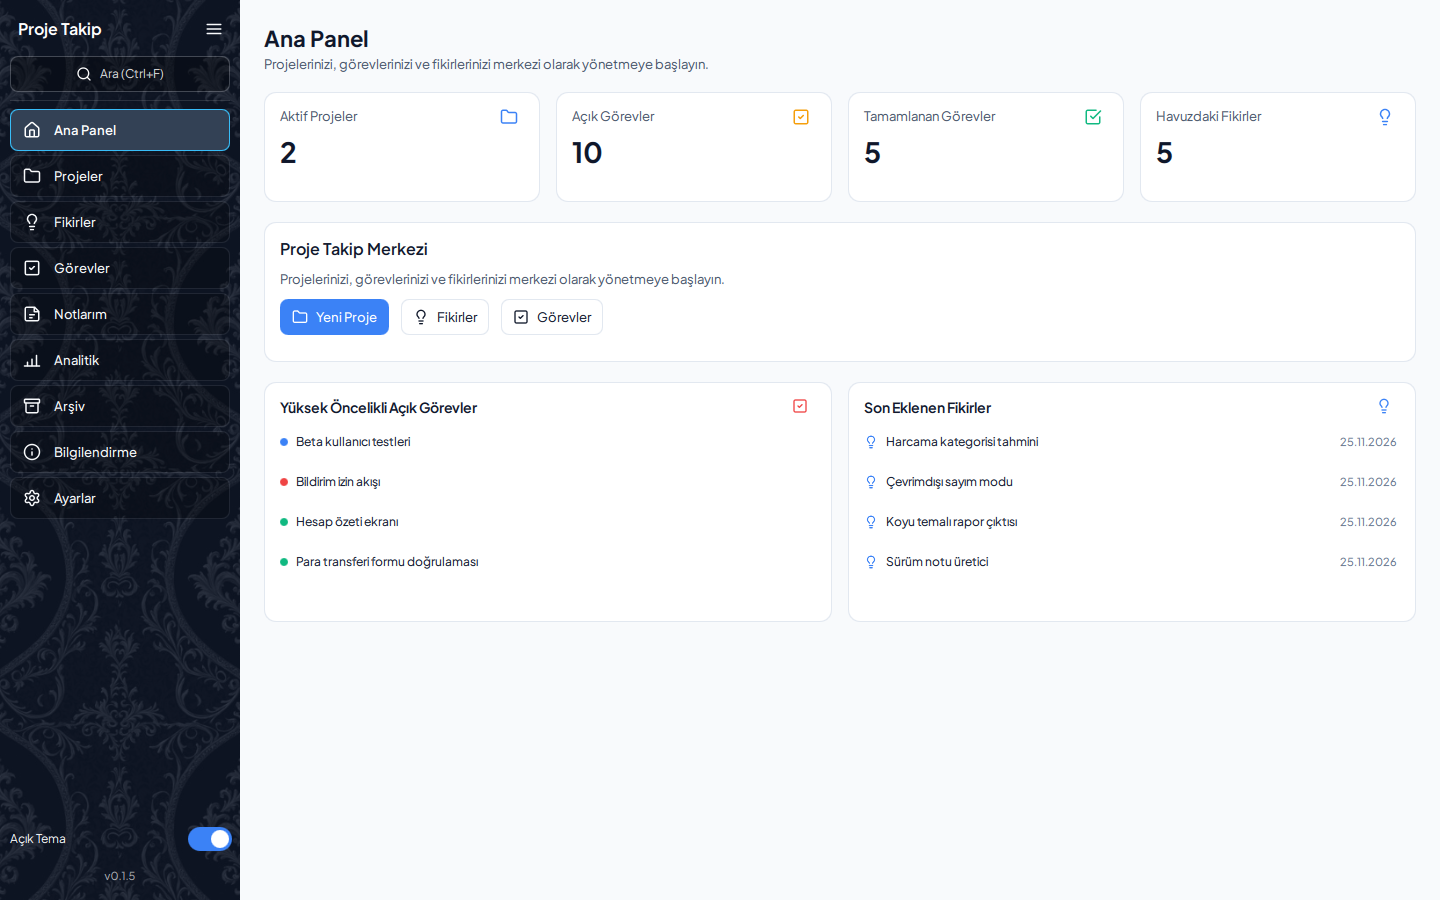 Proje Takip
Ara (Ctrl+F)
Ana Panel
Projeler
Fikirler
Görevler
Notlarım
Analitik
Arşiv
Bilgilendirme
Ayarlar
Açık Tema
v0.1.5
Ana Panel
Projelerinizi, görevlerinizi ve fikirlerinizi merkezi olarak yönetmeye başlayın.
Aktif Projeler
2
Açık Görevler
10
Tamamlanan Görevler
5
Havuzdaki Fikirler
5
Proje Takip Merkezi
Projelerinizi, görevlerinizi ve fikirlerinizi merkezi olarak yönetmeye başlayın.
Yeni Proje
Fikirler
Görevler
Yüksek Öncelikli Açık Görevler
Beta kullanıcı testleri
Bildirim izin akışı
Hesap özeti ekranı
Para transferi formu doğrulaması
Son Eklenen Fikirler
Harcama kategorisi tahmini 25.11.2026
Çevrimdışı sayım modu 25.11.2026
Koyu temalı rapor çıktısı 25.11.2026
Sürüm notu üretici 25.11.2026